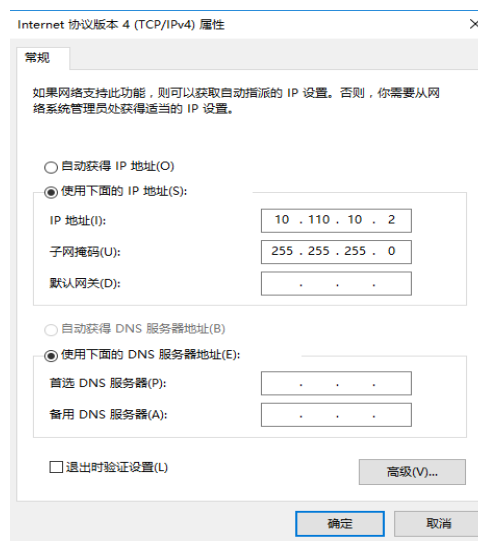 Internet 协议版本 4 (TCP/IPv4) 属性
常规
如果网络支持此功能，则可以获取自动指派的 IP 设置。否则，你需要从网
络系统管理员处获得适当的 IP 设置。
自动获得 IP 地址(O)
使用下面的 IP 地址(S):
IP 地址(I):
10 . 110 . 10 . 2
子网掩码(U):
255 . 255 . 255 . 0
默认网关(D):
. . .
自动获得 DNS 服务器地址(B)
使用下面的 DNS 服务器地址(E):
首选 DNS 服务器(P):
. . .
备用 DNS 服务器(A):
. . .
退出时验证设置(L)
高级(V)...
确定
取消